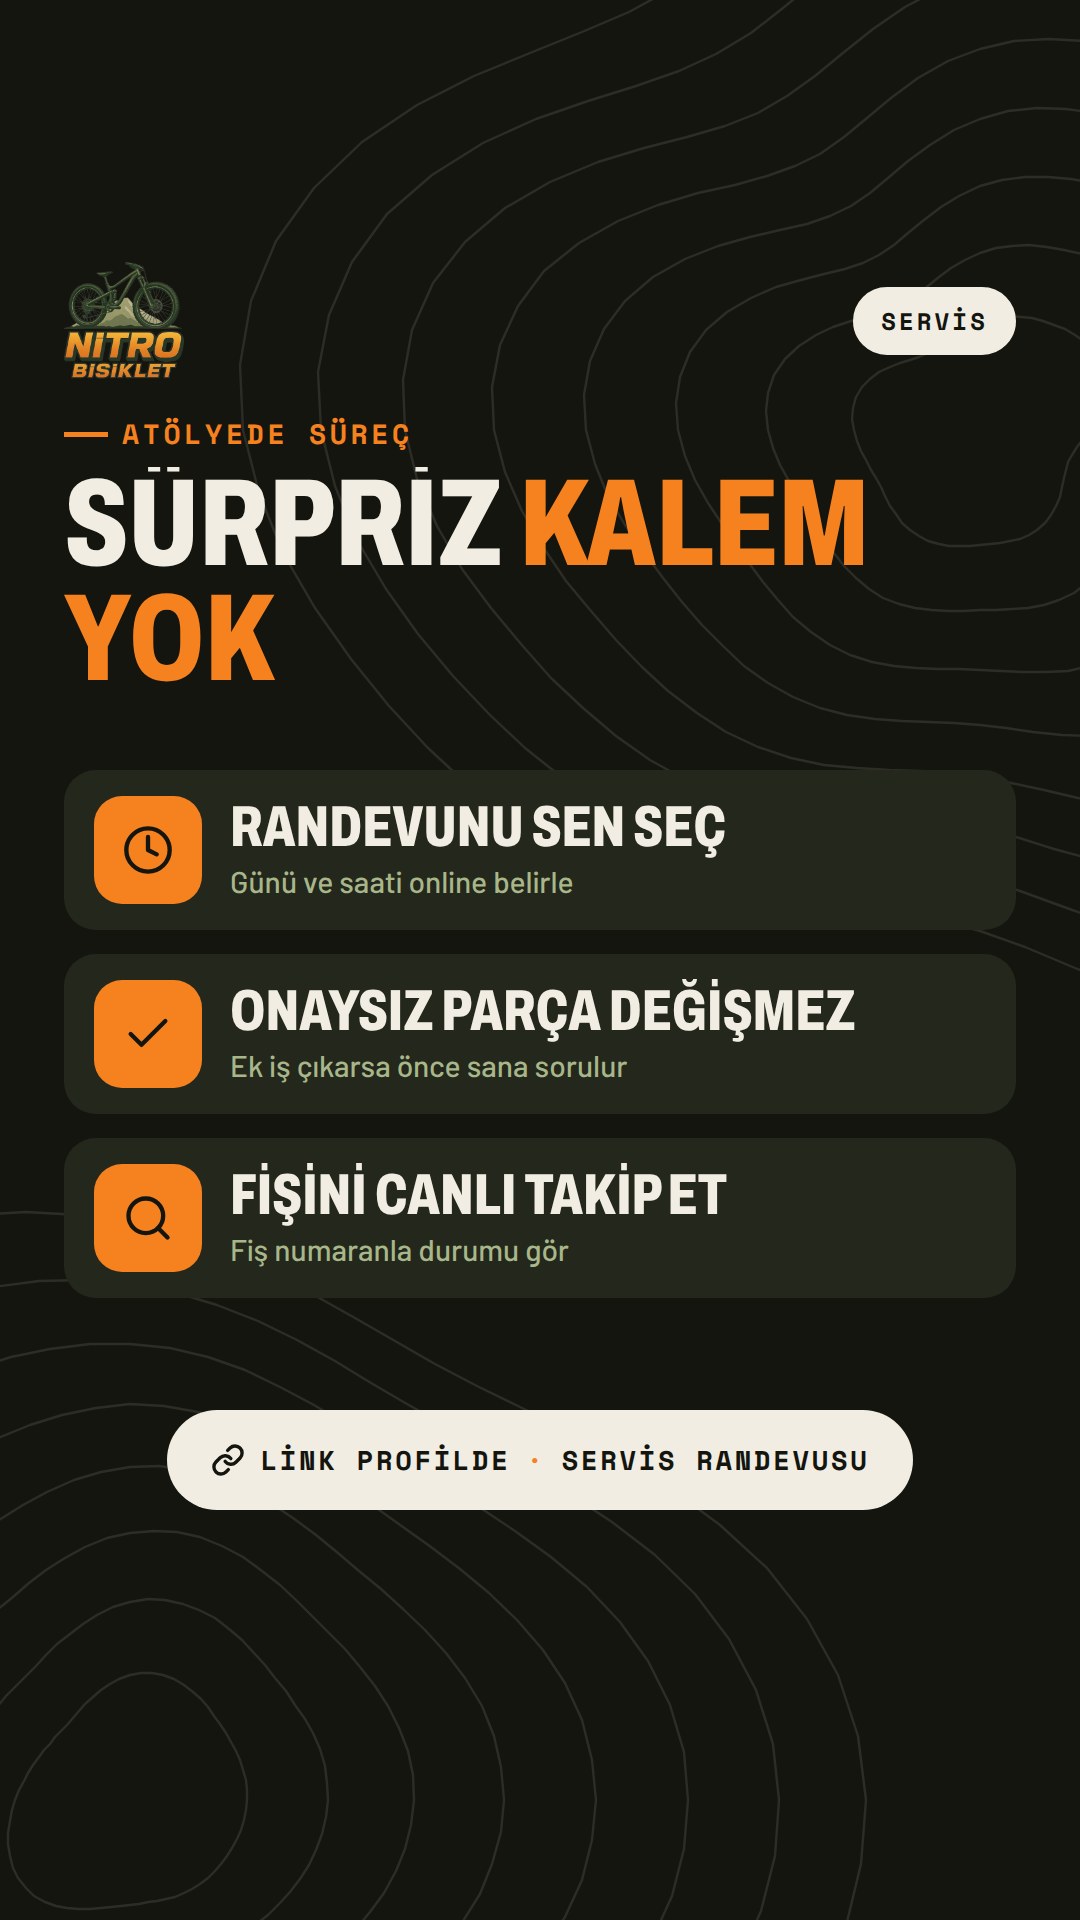 NiTRO
BiSiKLET
SERVİS
ATÖLYEDE SÜREÇ
SÜRPRİZ KALEM
YOK
RANDEVUNU SEN SEÇ
Günü ve saati online belirle
ONAYSIZ PARÇA DEĞİŞMEZ
Ek iş çıkarsa önce sana sorulur
FİŞİNİ CANLI TAKİP ET
Fiş numaranla durumu gör
LİNK PROFİLDE · SERVİS RANDEVUSU